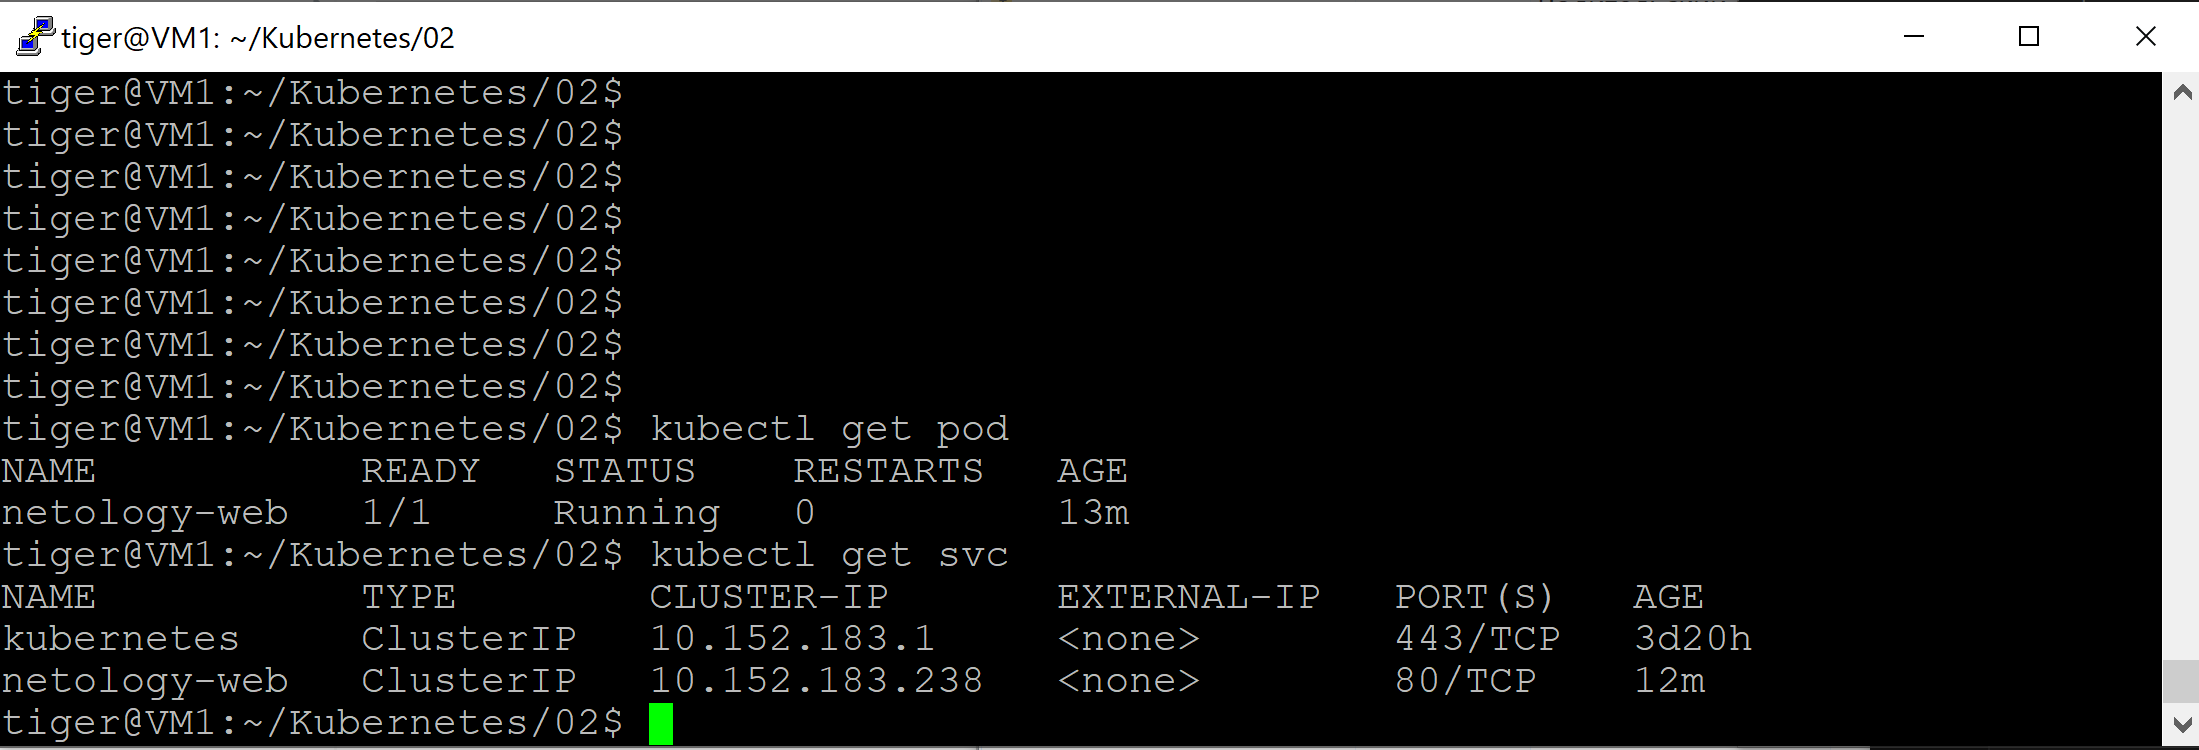 tiger@VM1: ~/Kubernetes/02
tiger@VM1:~/Kubernetes/02$
tiger@VM1:~/Kubernetes/02$
tiger@VM1:~/Kubernetes/02$
tiger@VM1:~/Kubernetes/02$
tiger@VM1:~/Kubernetes/02$
tiger@VM1:~/Kubernetes/02$
tiger@VM1:~/Kubernetes/02$
tiger@VM1:~/Kubernetes/02$
tiger@VM1:~/Kubernetes/02$ kubectl get pod
NAME           READY   STATUS    RESTARTS   AGE
netology-web   1/1     Running   0          13m
tiger@VM1:~/Kubernetes/02$ kubectl get svc
NAME           TYPE        CLUSTER-IP       EXTERNAL-IP   PORT(S)   AGE
kubernetes     ClusterIP   10.152.183.1     <none>        443/TCP   3d20h
netology-web   ClusterIP   10.152.183.238   <none>        80/TCP    12m
tiger@VM1:~/Kubernetes/02$